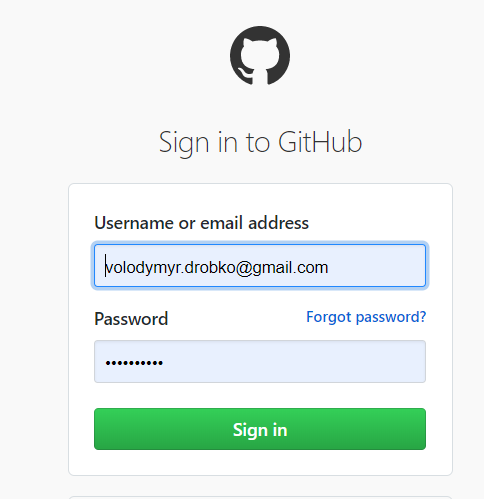 Sign in to GitHub
Username or email address
volodymyr.drobko@gmail.com
Password Forgot password?
••••••••••
Sign in